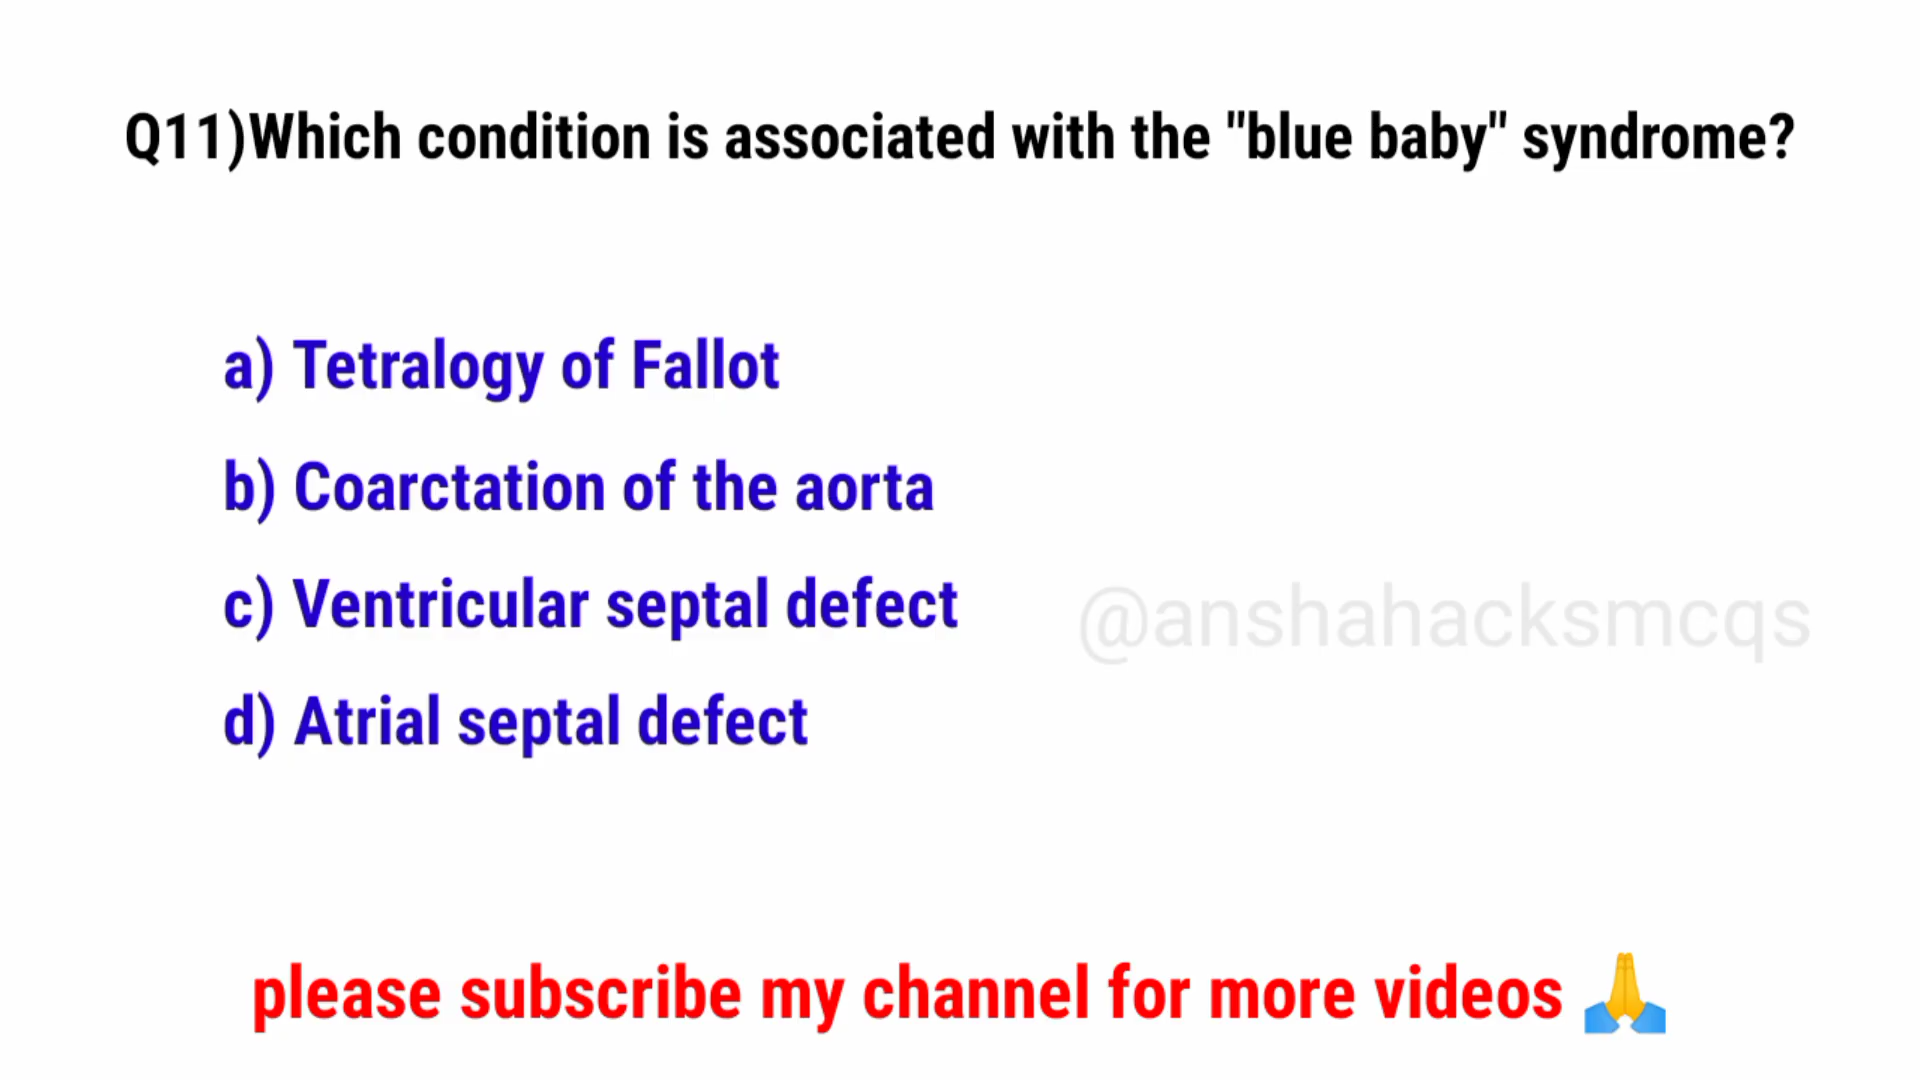 Q11)Which condition is associated with the "blue baby" syndrome?
a) Tetralogy of Fallot
b) Coarctation of the aorta
c) Ventricular septal defect
@anshahacksmcqs
d) Atrial septal defect
please subscribe my channel for more videos 🙏